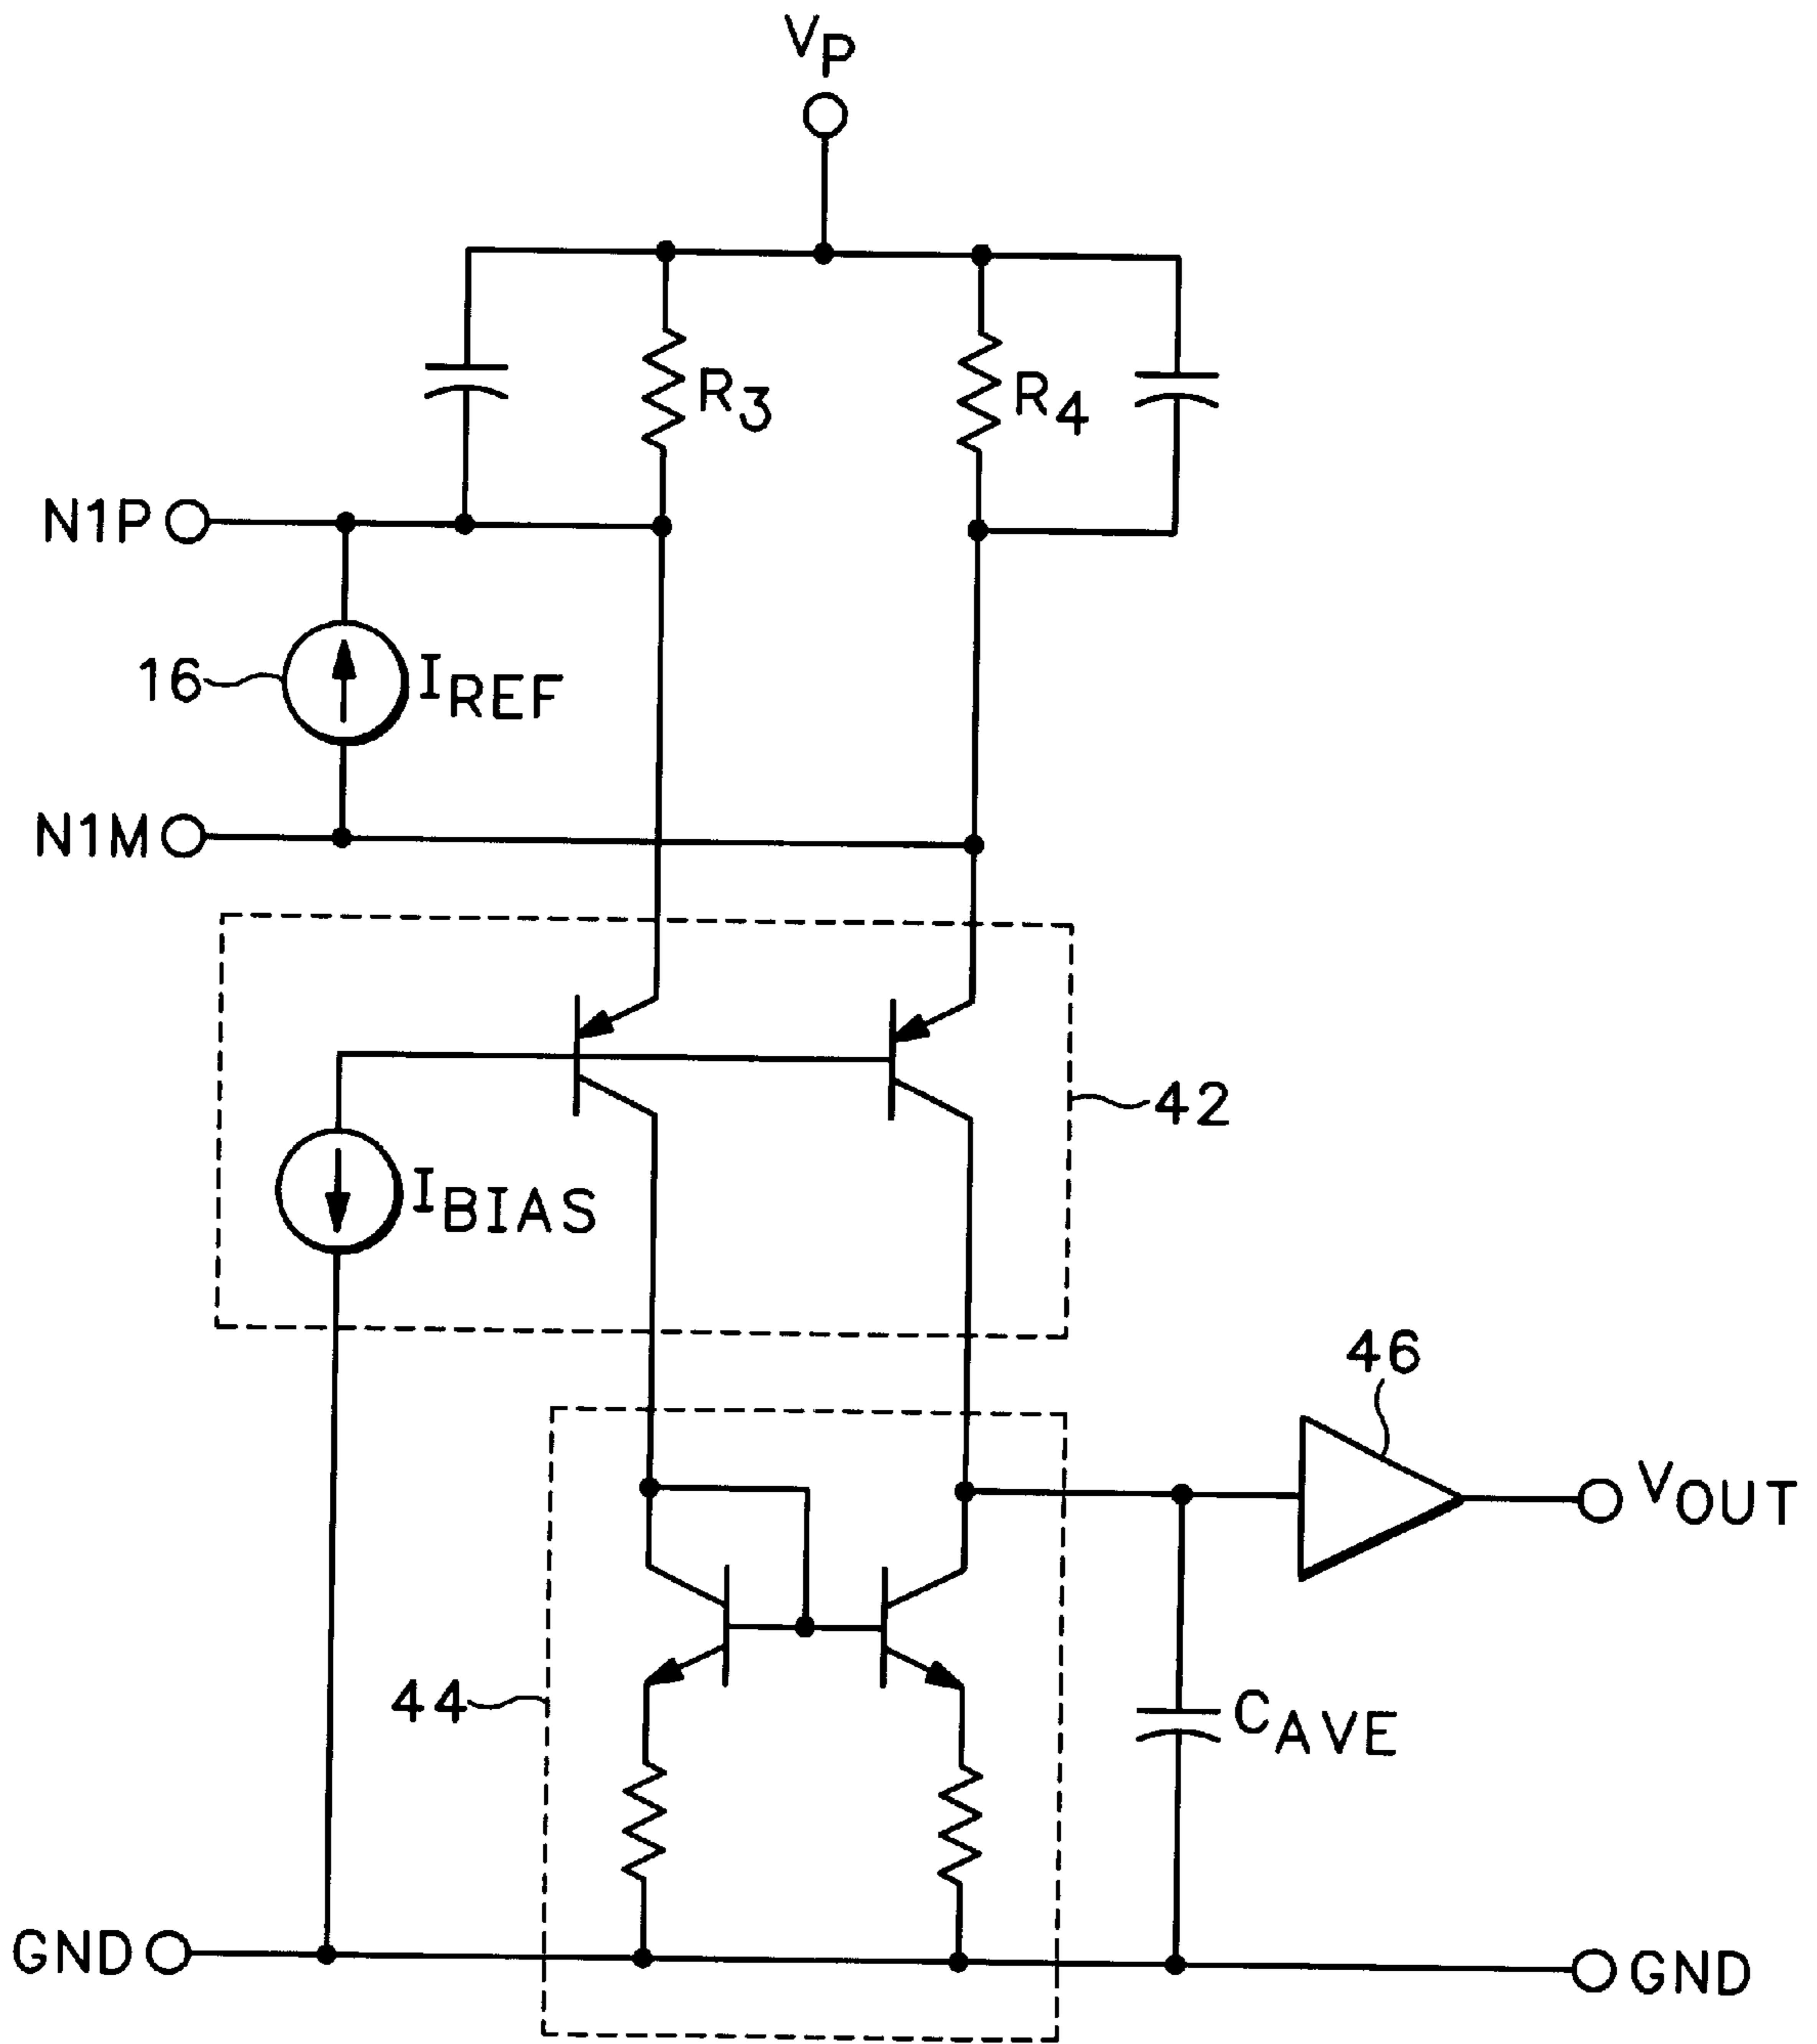 VP
R3
R4
N1P
16
IREF
N1M
42
IBIAS
46
VOUT
44
CAVE
GND
GND